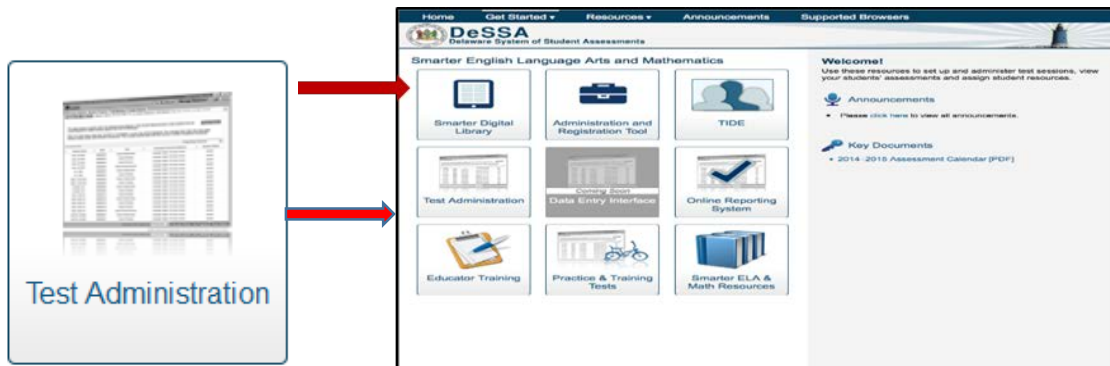 Test Administration
Home Get Started ▾ Resources ▾ Announcements Supported Browsers
DeSSA
Delaware System of Student Assessments
Smarter English Language Arts and Mathematics
Smarter Digital
Library
Administration and
Registration Tool
TIDE
Test Administration
Coming Soon
Data Entry Interface
Online Reporting
System
Educator Training
Practice & Training
Tests
Smarter ELA &
Math Resources
Welcome!
Use these resources to set up and administer test sessions, view
your students' assessments and assign student resources.
Announcements
• Please click here to view all announcements.
Key Documents
• 2014-2015 Assessment Calendar [PDF]